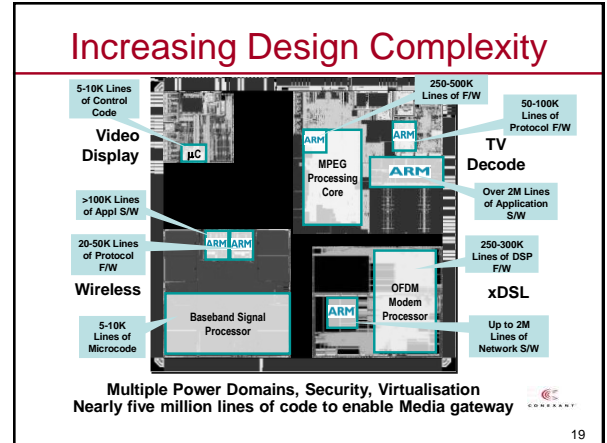 Increasing Design Complexity
5-10K Lines
of Control
Code
Video
Display
µC
250-500K
Lines of F/W
ARM
MPEG
Processing
Core
ARM
50-100K
Lines of
Protocol F/W
TV
Decode
ARM
Over 2M Lines
of Application
S/W
>100K Lines
of Appl S/W
20-50K Lines
of Protocol
F/W
ARM ARM
Wireless
5-10K
Lines of
Microcode
Baseband Signal
Processor
250-300K
Lines of DSP
F/W
OFDM
Modem
Processor
xDSL
ARM
Up to 2M
Lines of
Network S/W
Multiple Power Domains, Security, Virtualisation
Nearly five million lines of code to enable Media gateway
CONEXANT
19